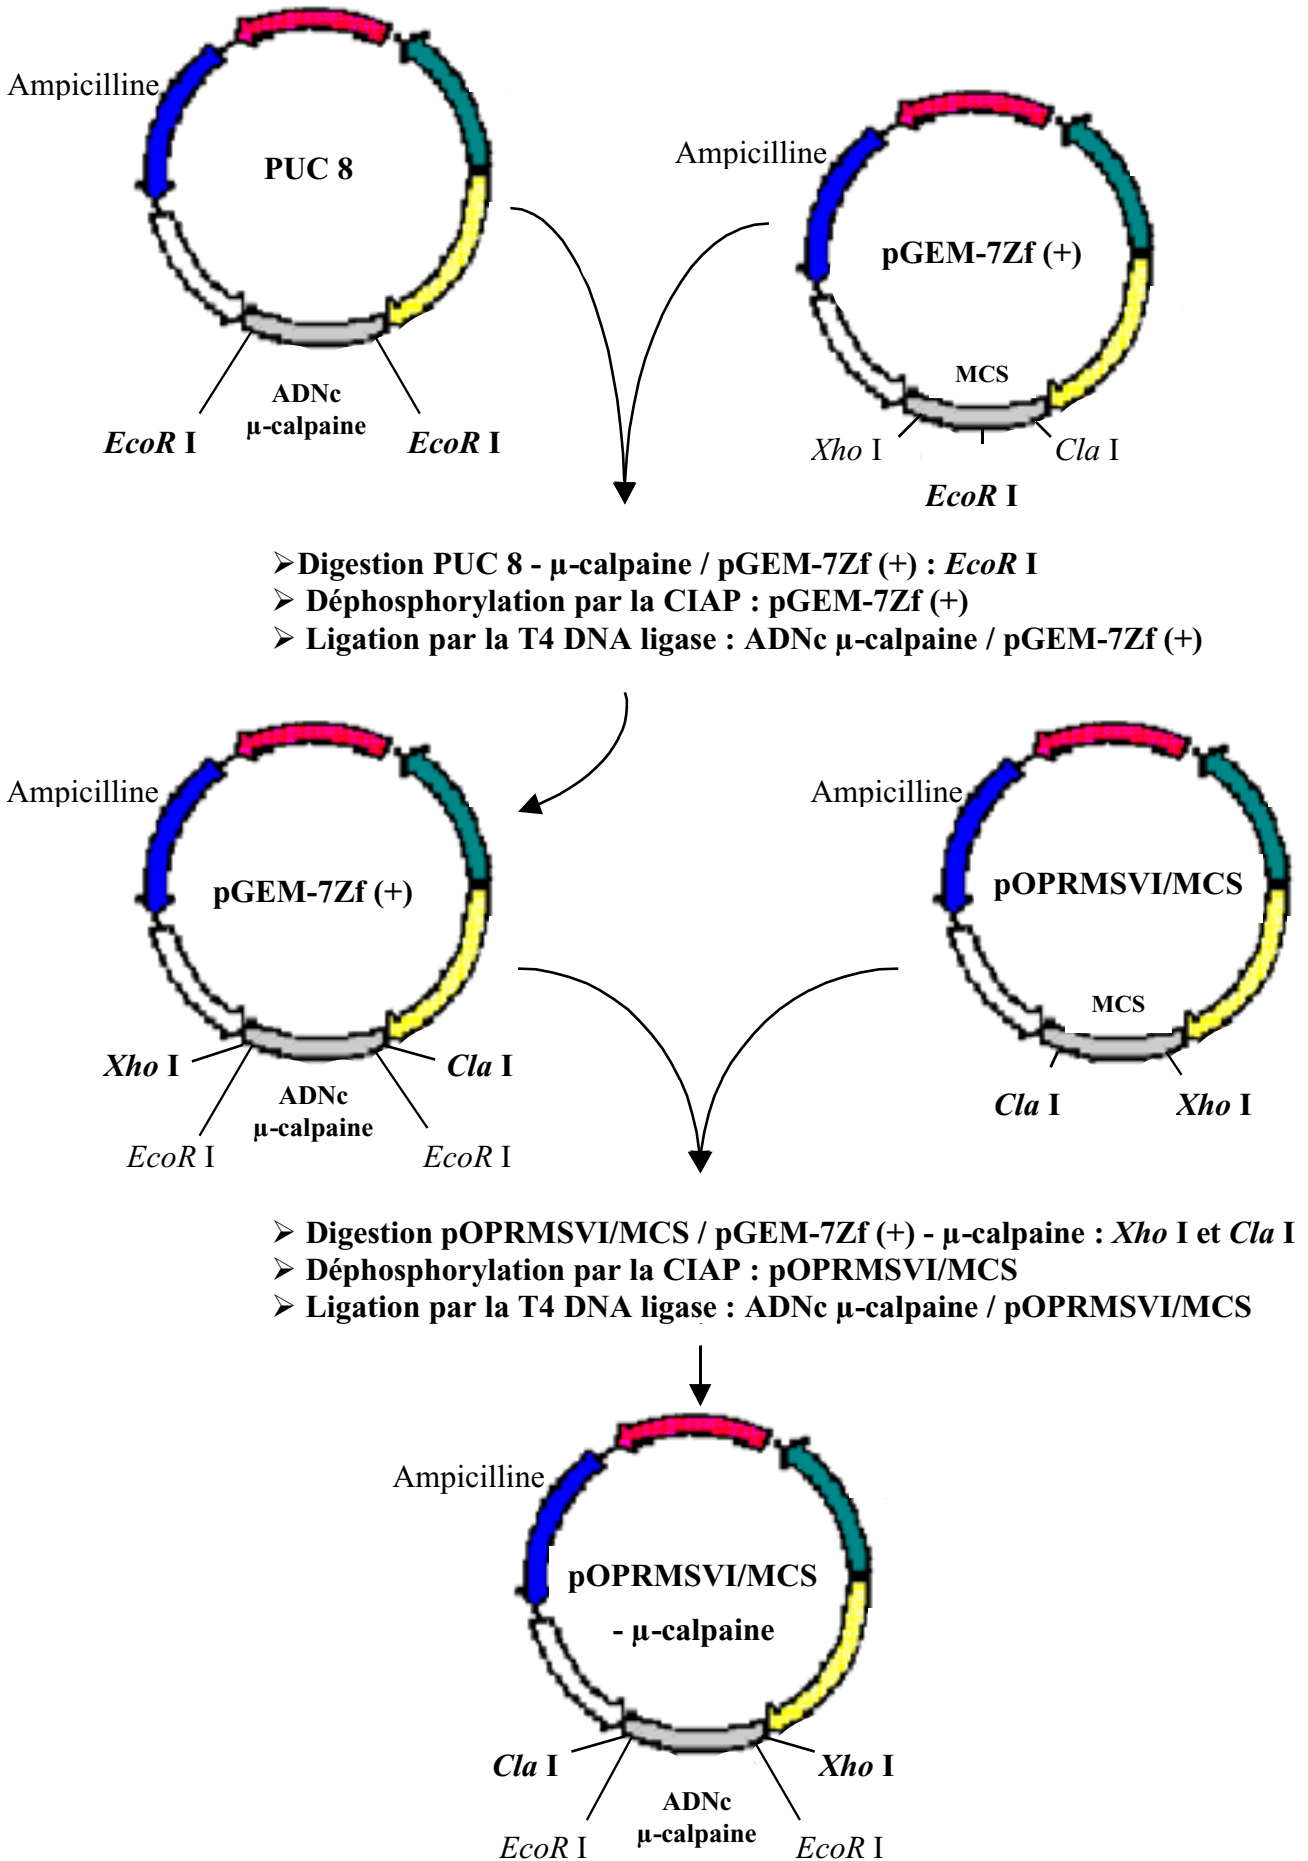 Ampicilline
PUC 8
ADNc
µ-calpaine
EcoR I
EcoR I
Ampicilline
pGEM-7Zf (+)
MCS
Xho I
Cla I
EcoR I
➢Digestion PUC 8 - µ-calpaine / pGEM-7Zf (+) : EcoR I
➢ Déphosphorylation par la CIAP : pGEM-7Zf (+)
➢ Ligation par la T4 DNA ligase : ADNc µ-calpaine / pGEM-7Zf (+)
Ampicilline
pGEM-7Zf (+)
Xho I
Cla I
ADNc
µ-calpaine
EcoR I
EcoR I
Ampicilline
pOPRMSVI/MCS
MCS
Cla I
Xho I
➢ Digestion pOPRMSVI/MCS / pGEM-7Zf (+) - µ-calpaine : Xho I et Cla I
➢ Déphosphorylation par la CIAP : pOPRMSVI/MCS
➢ Ligation par la T4 DNA ligase : ADNc µ-calpaine / pOPRMSVI/MCS
Ampicilline
pOPRMSVI/MCS
- µ-calpaine
Cla I
Xho I
ADNc
µ-calpaine
EcoR I
EcoR I